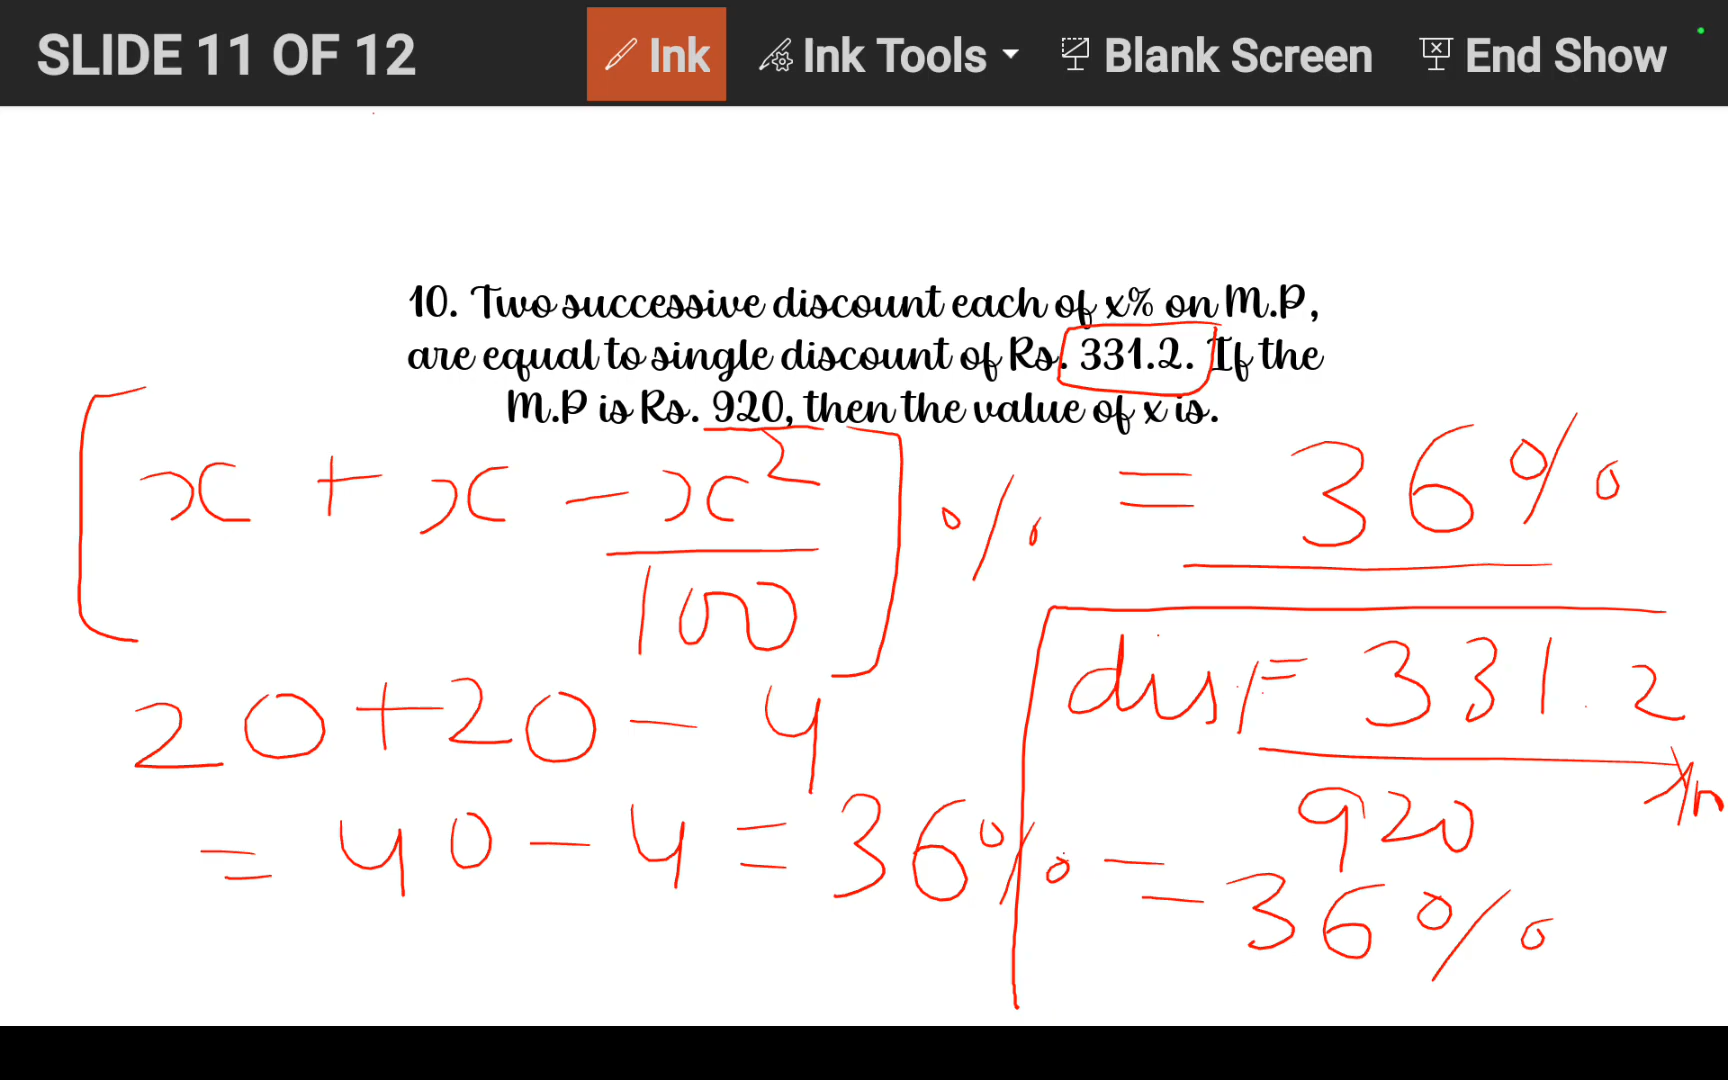 SLIDE 11 OF 12 Ink Ink Tools Blank Screen End Show
10. Two successive discount each of x% on M.P,
are equal to single discount of Rs. 331.2. If the
M.P is Rs. 920, then the value of x is.
[x + x - x²/100] % = 36%
20+20-4
= 40-4 = 36%
dis/= 331.2
920
= 36%